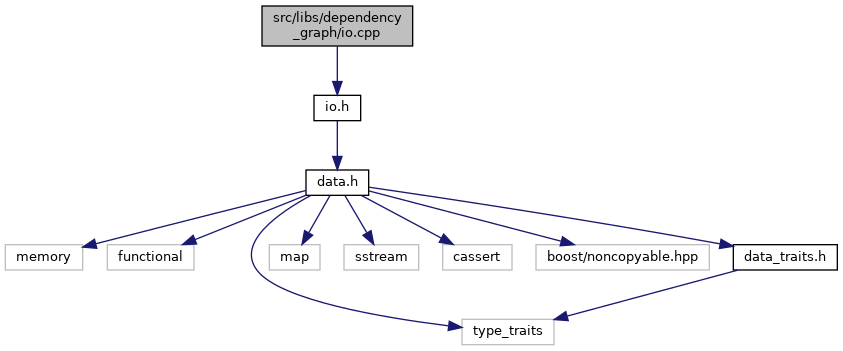 src/libs/dependency
_graph/io.cpp
io.h
data.h
memory
functional
map
sstream
cassert
boost/noncopyable.hpp
data_traits.h
type_traits